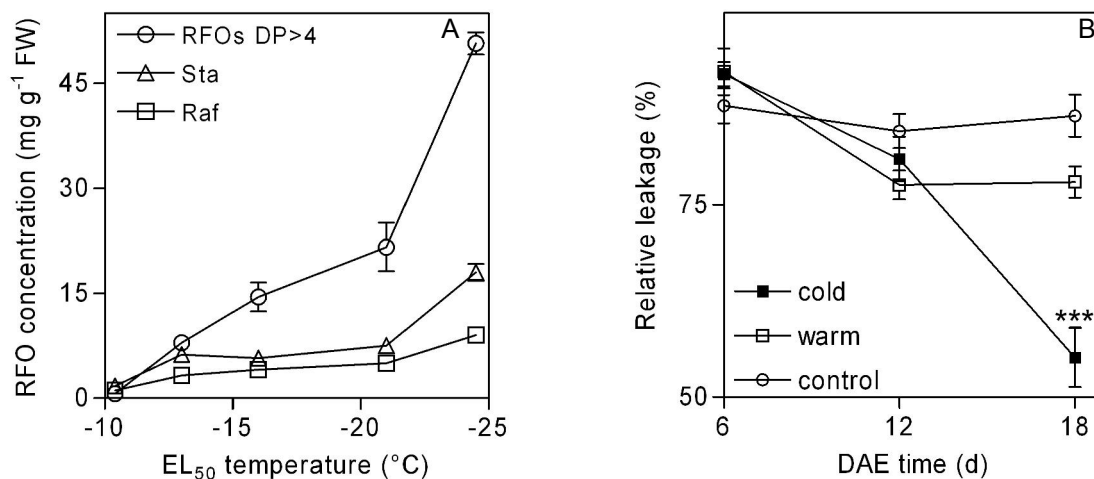 A
RFOs DP>4
Sta
Raf
RFO concentration (mg g⁻¹ FW)
45
30
15
0
-10 -15 -20 -25
EL₅₀ temperature (°C)
B
Relative leakage (%)
75
50
cold
warm
control
***
6 12 18
DAE time (d)